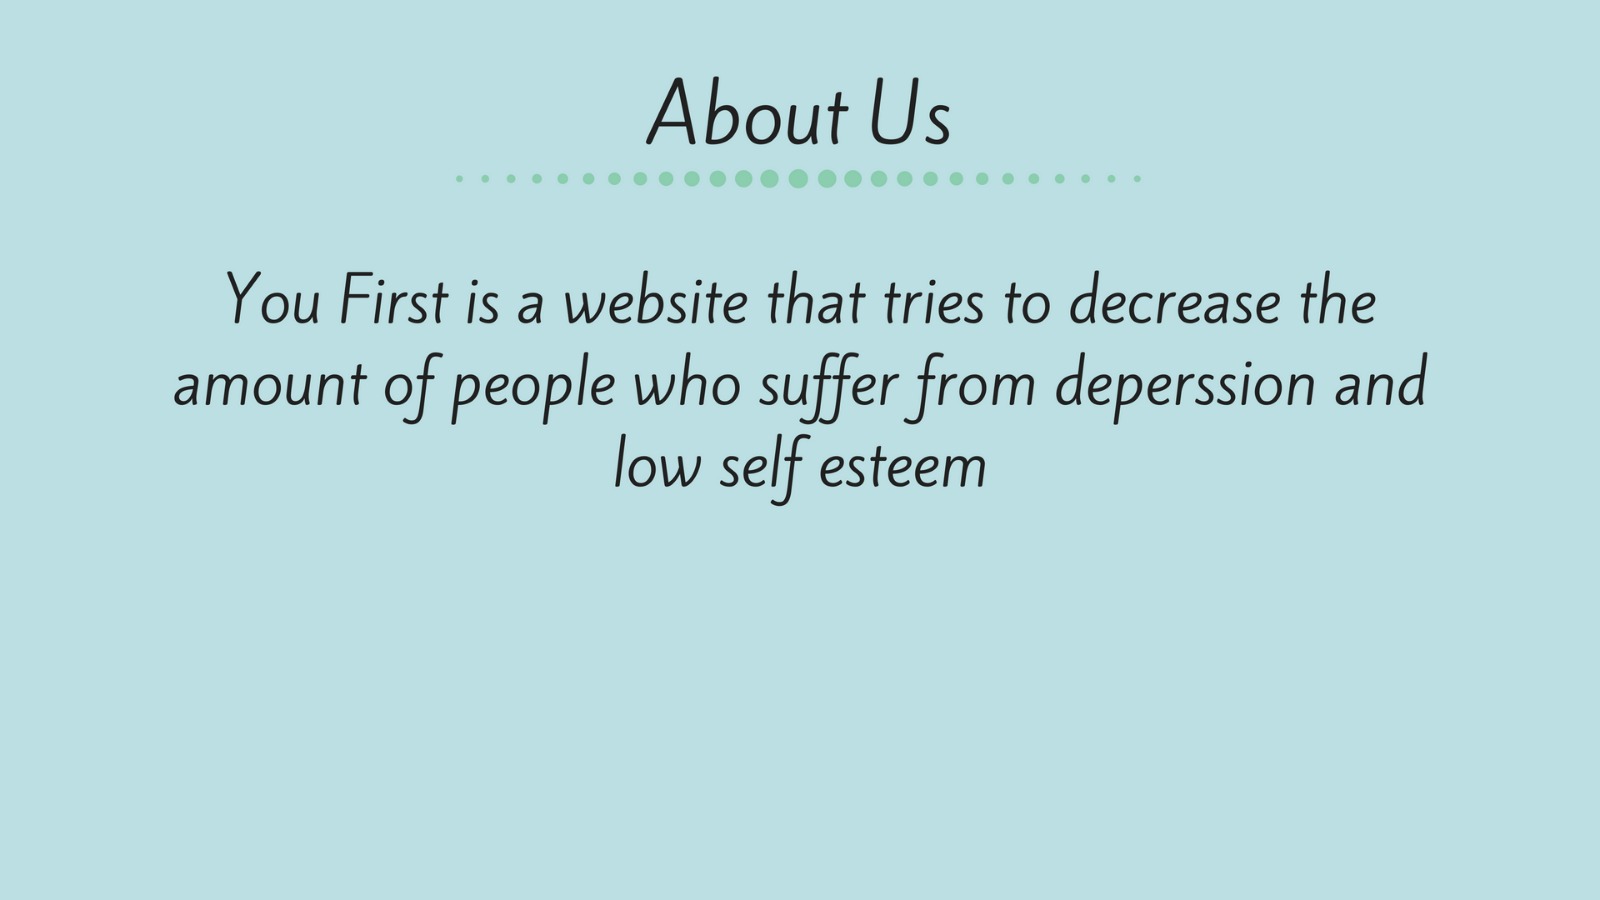 About Us
You First is a website that tries to decrease the
amount of people who suffer from deperssion and
low self esteem